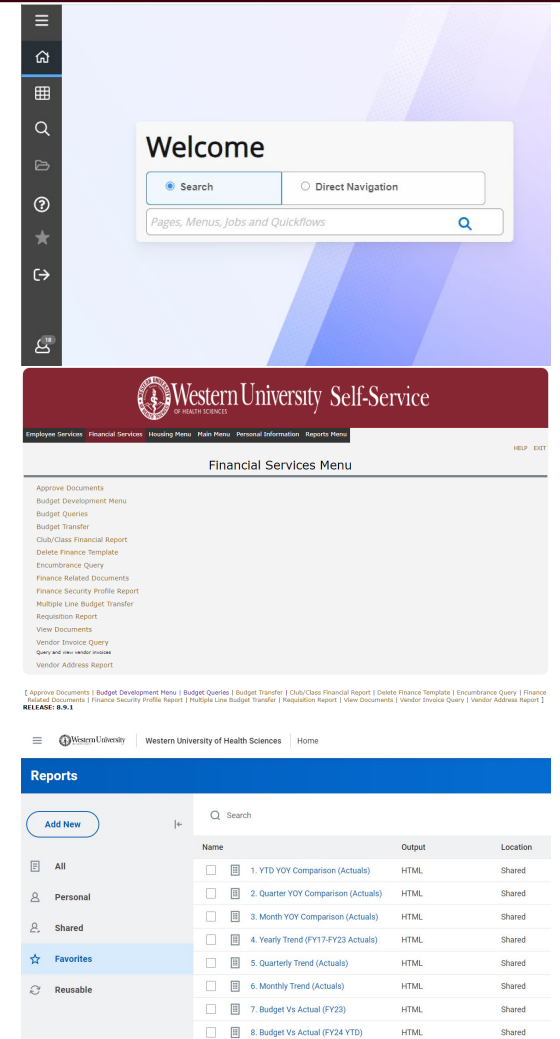 Welcome
Search
Direct Navigation
Pages, Menus, Jobs and Quickflows
18
Western University Self-Service
OF HEALTH SCIENCES
Employee Services Financial Services Housing Menu Main Menu Personal Information Reports Menu
HELP EXIT
Financial Services Menu
Approve Documents
Budget Development Menu
Budget Queries
Budget Transfer
Club/Class Financial Report
Delete Finance Template
Encumbrance Query
Finance Related Documents
Finance Security Profile Report
Multiple Line Budget Transfer
Requisition Report
View Documents
Vendor Invoice Query
Query and view vendor invoices
Vendor Address Report
[ Approve Documents | Budget Development Menu | Budget Queries | Budget Transfer | Club/Class Financial Report | Delete Finance Template | Encumbrance Query | Finance
Related Documents | Finance Security Profile Report | Multiple Line Budget Transfer | Requisition Report | View Documents | Vendor Invoice Query | Vendor Address Report ]
RELEASE: 8.9.1
Western University Western University of Health Sciences Home
Reports
Add New
Search
Name Output Location
All
Personal
Shared
Favorites
Reusable
1. YTD YOY Comparison (Actuals) HTML Shared
2. Quarter YOY Comparison (Actuals) HTML Shared
3. Month YOY Comparison (Actuals) HTML Shared
4. Yearly Trend (FY17-FY23 Actuals) HTML Shared
5. Quarterly Trend (Actuals) HTML Shared
6. Monthly Trend (Actuals) HTML Shared
7. Budget Vs Actual (FY23) HTML Shared
8. Budget Vs Actual (FY24 YTD) HTML Shared